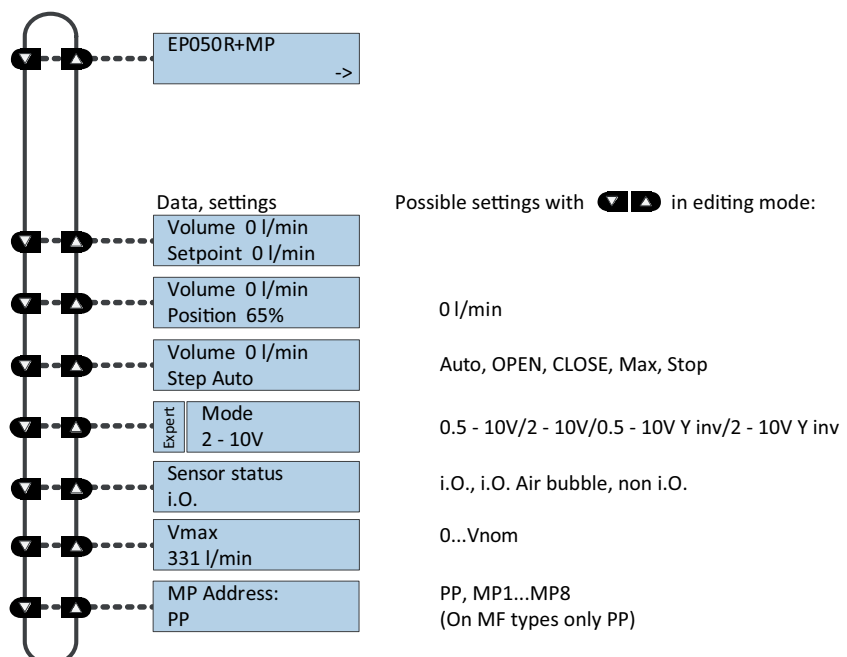 EP050R+MP
->
Data, settings
Possible settings with in editing mode:
Volume 0 l/min
Setpoint 0 l/min
Volume 0 l/min
Position 65%
0 l/min
Volume 0 l/min
Step Auto
Auto, OPEN, CLOSE, Max, Stop
Expert
Mode
2 - 10V
0.5 - 10V/2 - 10V/0.5 - 10V Y inv/2 - 10V Y inv
Sensor status
i.O.
i.O., i.O. Air bubble, non i.O.
Vmax
331 l/min
0...Vnom
MP Address:
PP
PP, MP1...MP8
(On MF types only PP)